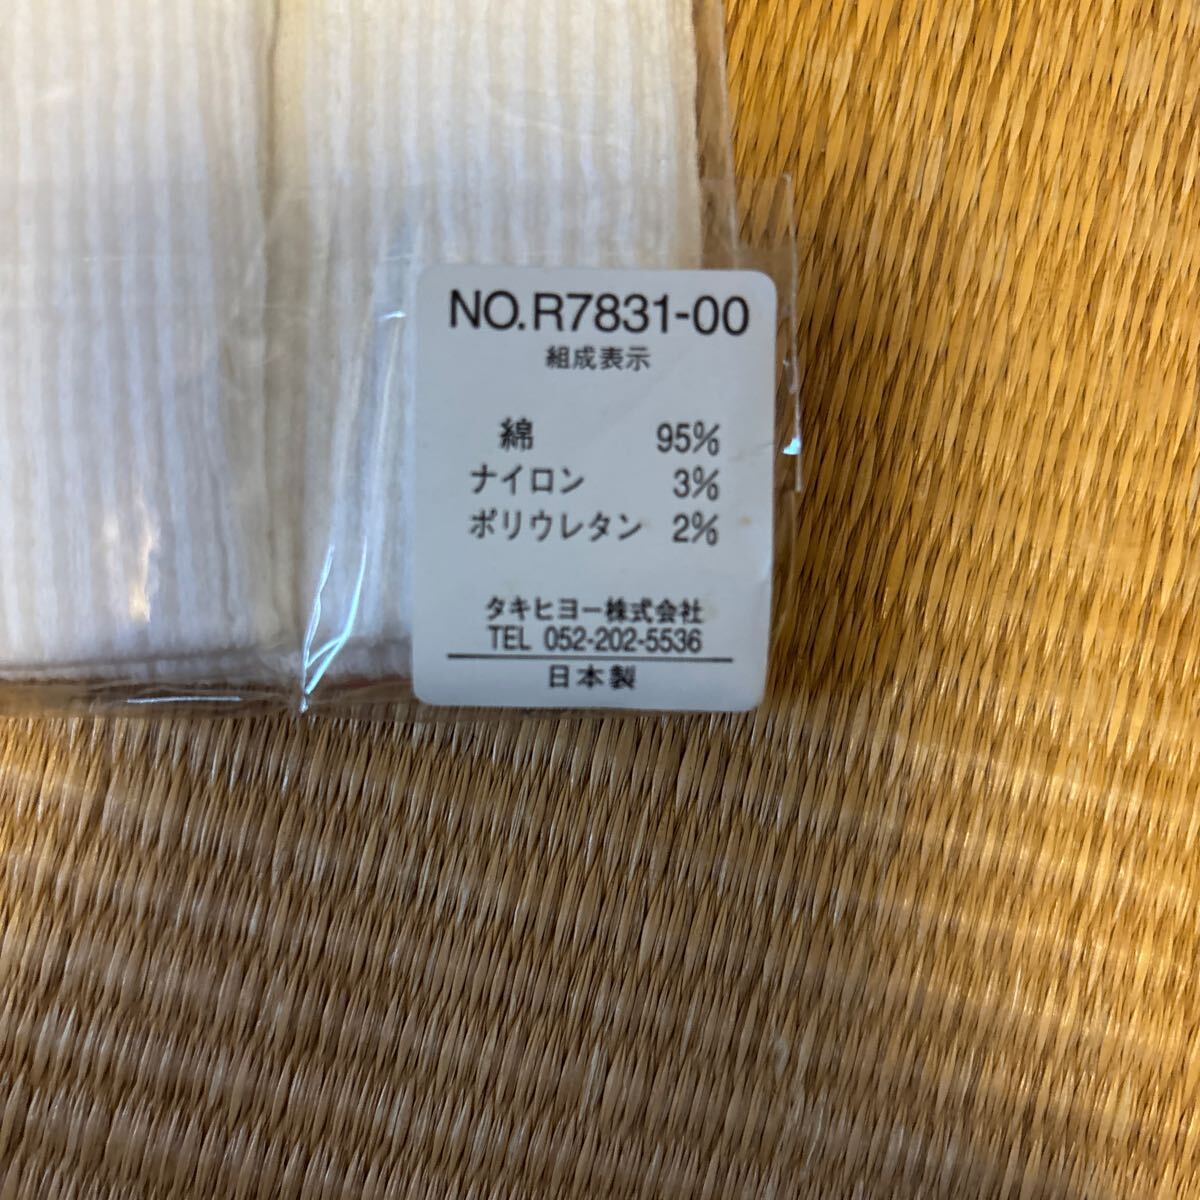 NO.R7831-00
組成表示
綿 95%
ナイロン 3%
ポリウレタン 2%
タキヒヨー株式会社
TEL 052-202-5536
日本製